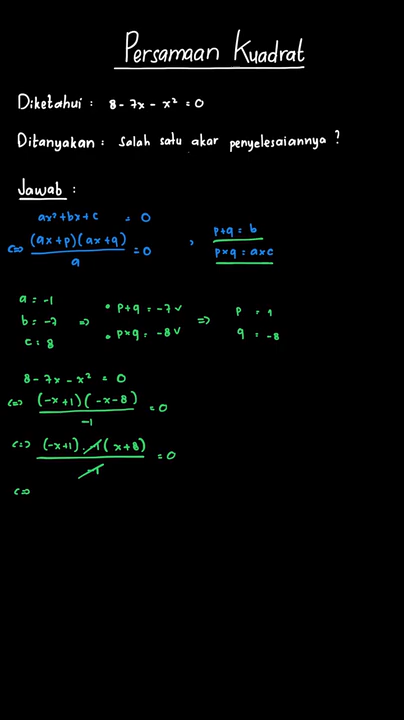 Persamaan Kuadrat
Diketahui : 8 - 7x - x² = 0
Ditanyakan : Salah satu akar penyelesaiannya ?
Jawab :
ax² + bx + c = 0
⇔ (ax + p)(ax + q) / a = 0 , p + q = b
p × q = a × c
a = -1
b = -7 ⇒ • p + q = -7 ✓ ⇒ p = 1
c = 8 • p × q = -8 ✓ q = -8
8 - 7x - x² = 0
⇔ (-x + 1)(-x - 8) / -1 = 0
⇔ (-x + 1) . -1 (x + 8) / -1 = 0
⇔